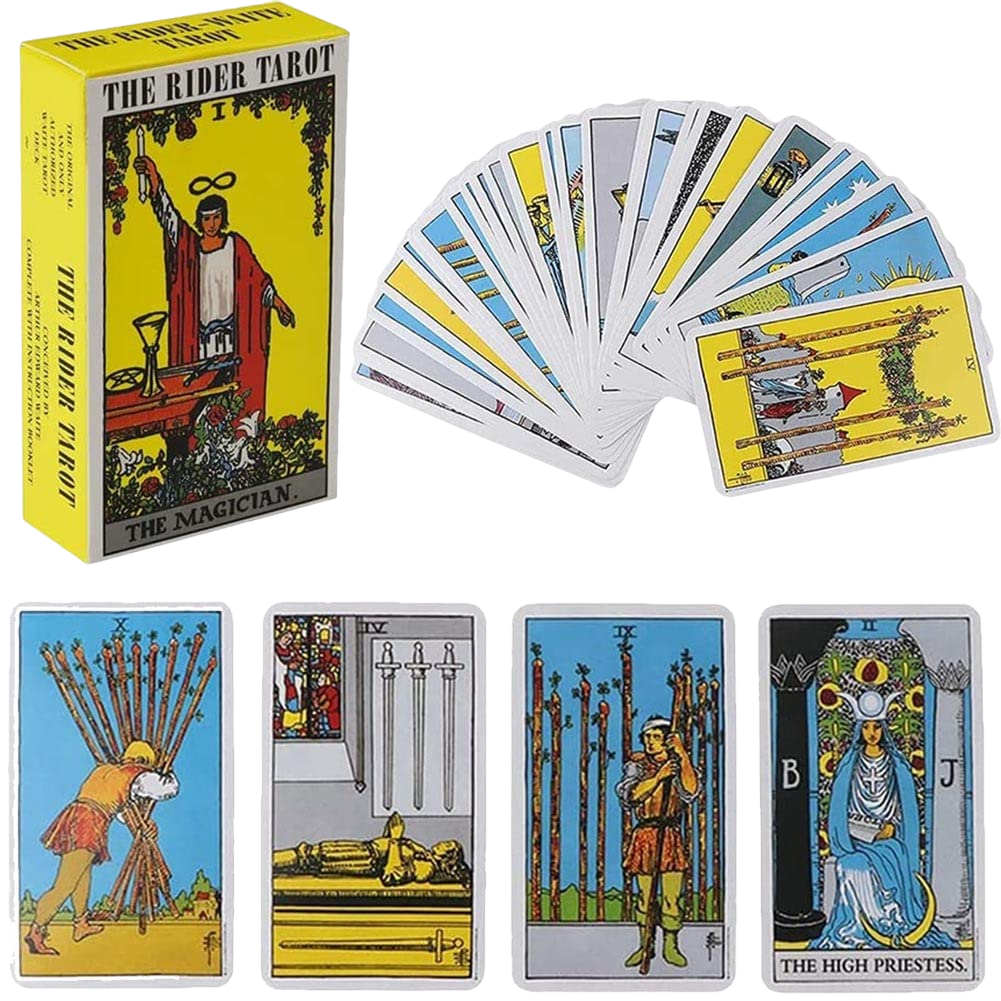 THE RIDER-WAITE
TAROT
THE RIDER TAROT
I
THE MAGICIAN.
THE ORIGINAL
AND ONLY
AUTHORIZED
WAITE TAROT
DECK
THE RIDER TAROT
CONCEIVED BY
ARTHUR EDWARD WAITE
COMPLETE WITH INSTRUCTION BOOKLET
IV
X
IV
IX
II
B
J
THE HIGH PRIESTESS.